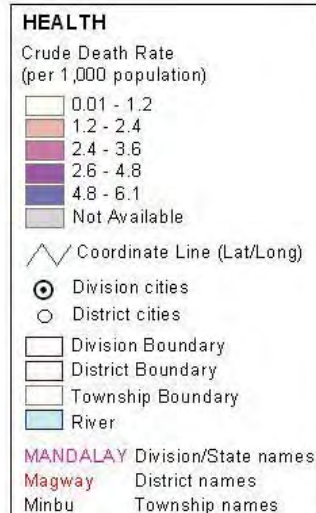 HEALTH
Crude Death Rate
(per 1,000 population)
0.01 - 1.2
1.2 - 2.4
2.4 - 3.6
2.6 - 4.8
4.8 - 6.1
Not Available
Coordinate Line (Lat/Long)
Division cities
District cities
Division Boundary
District Boundary
Township Boundary
River
MANDALAY Division/State names
Magway District names
Minbu Township names